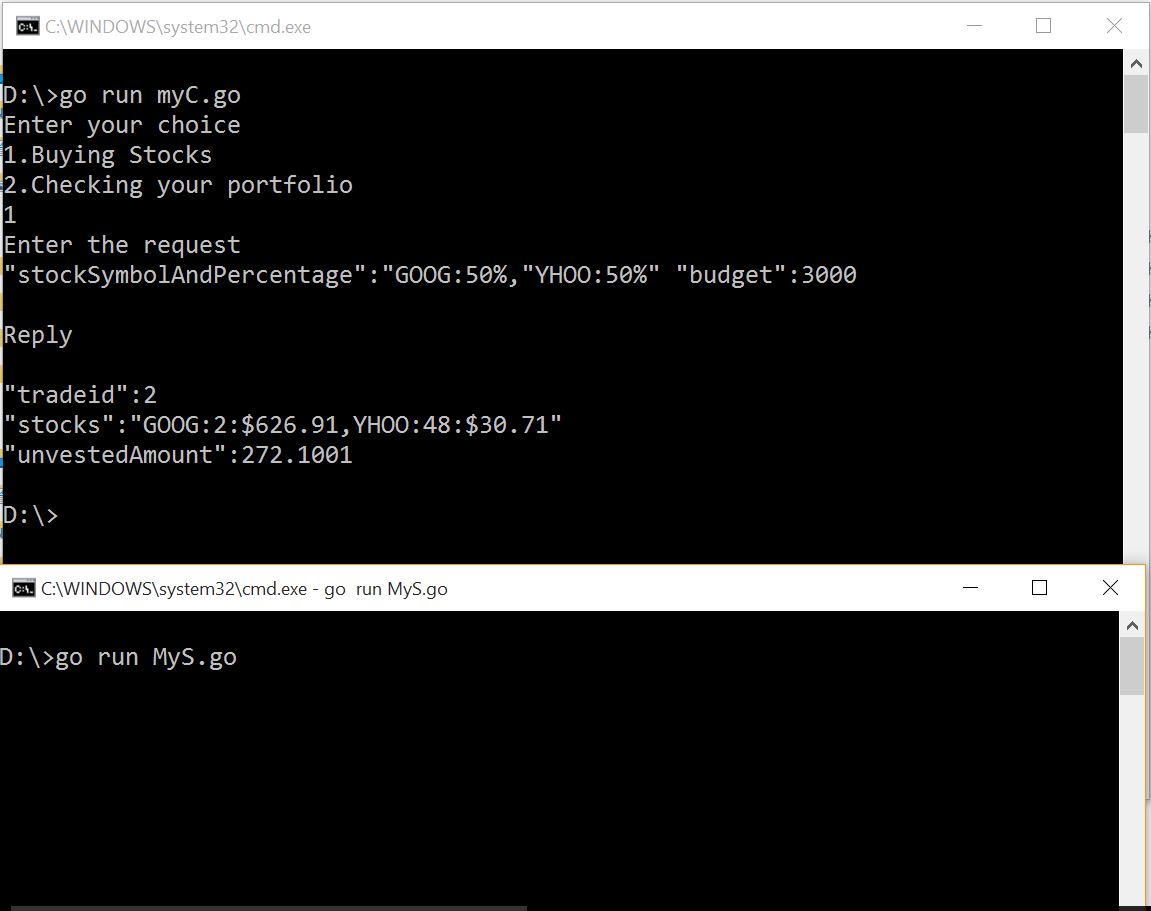 C:\WINDOWS\system32\cmd.exe
D:\>go run myC.go
Enter your choice
1.Buying Stocks
2.Checking your portfolio
1
Enter the request
"stockSymbolAndPercentage":"GOOG:50%,"YHOO:50%" "budget":3000
Reply
"tradeid":2
"stocks":"GOOG:2:$626.91,YHOO:48:$30.71"
"unvestedAmount":272.1001
D:\>
C:\WINDOWS\system32\cmd.exe - go  run MyS.go
D:\>go run MyS.go